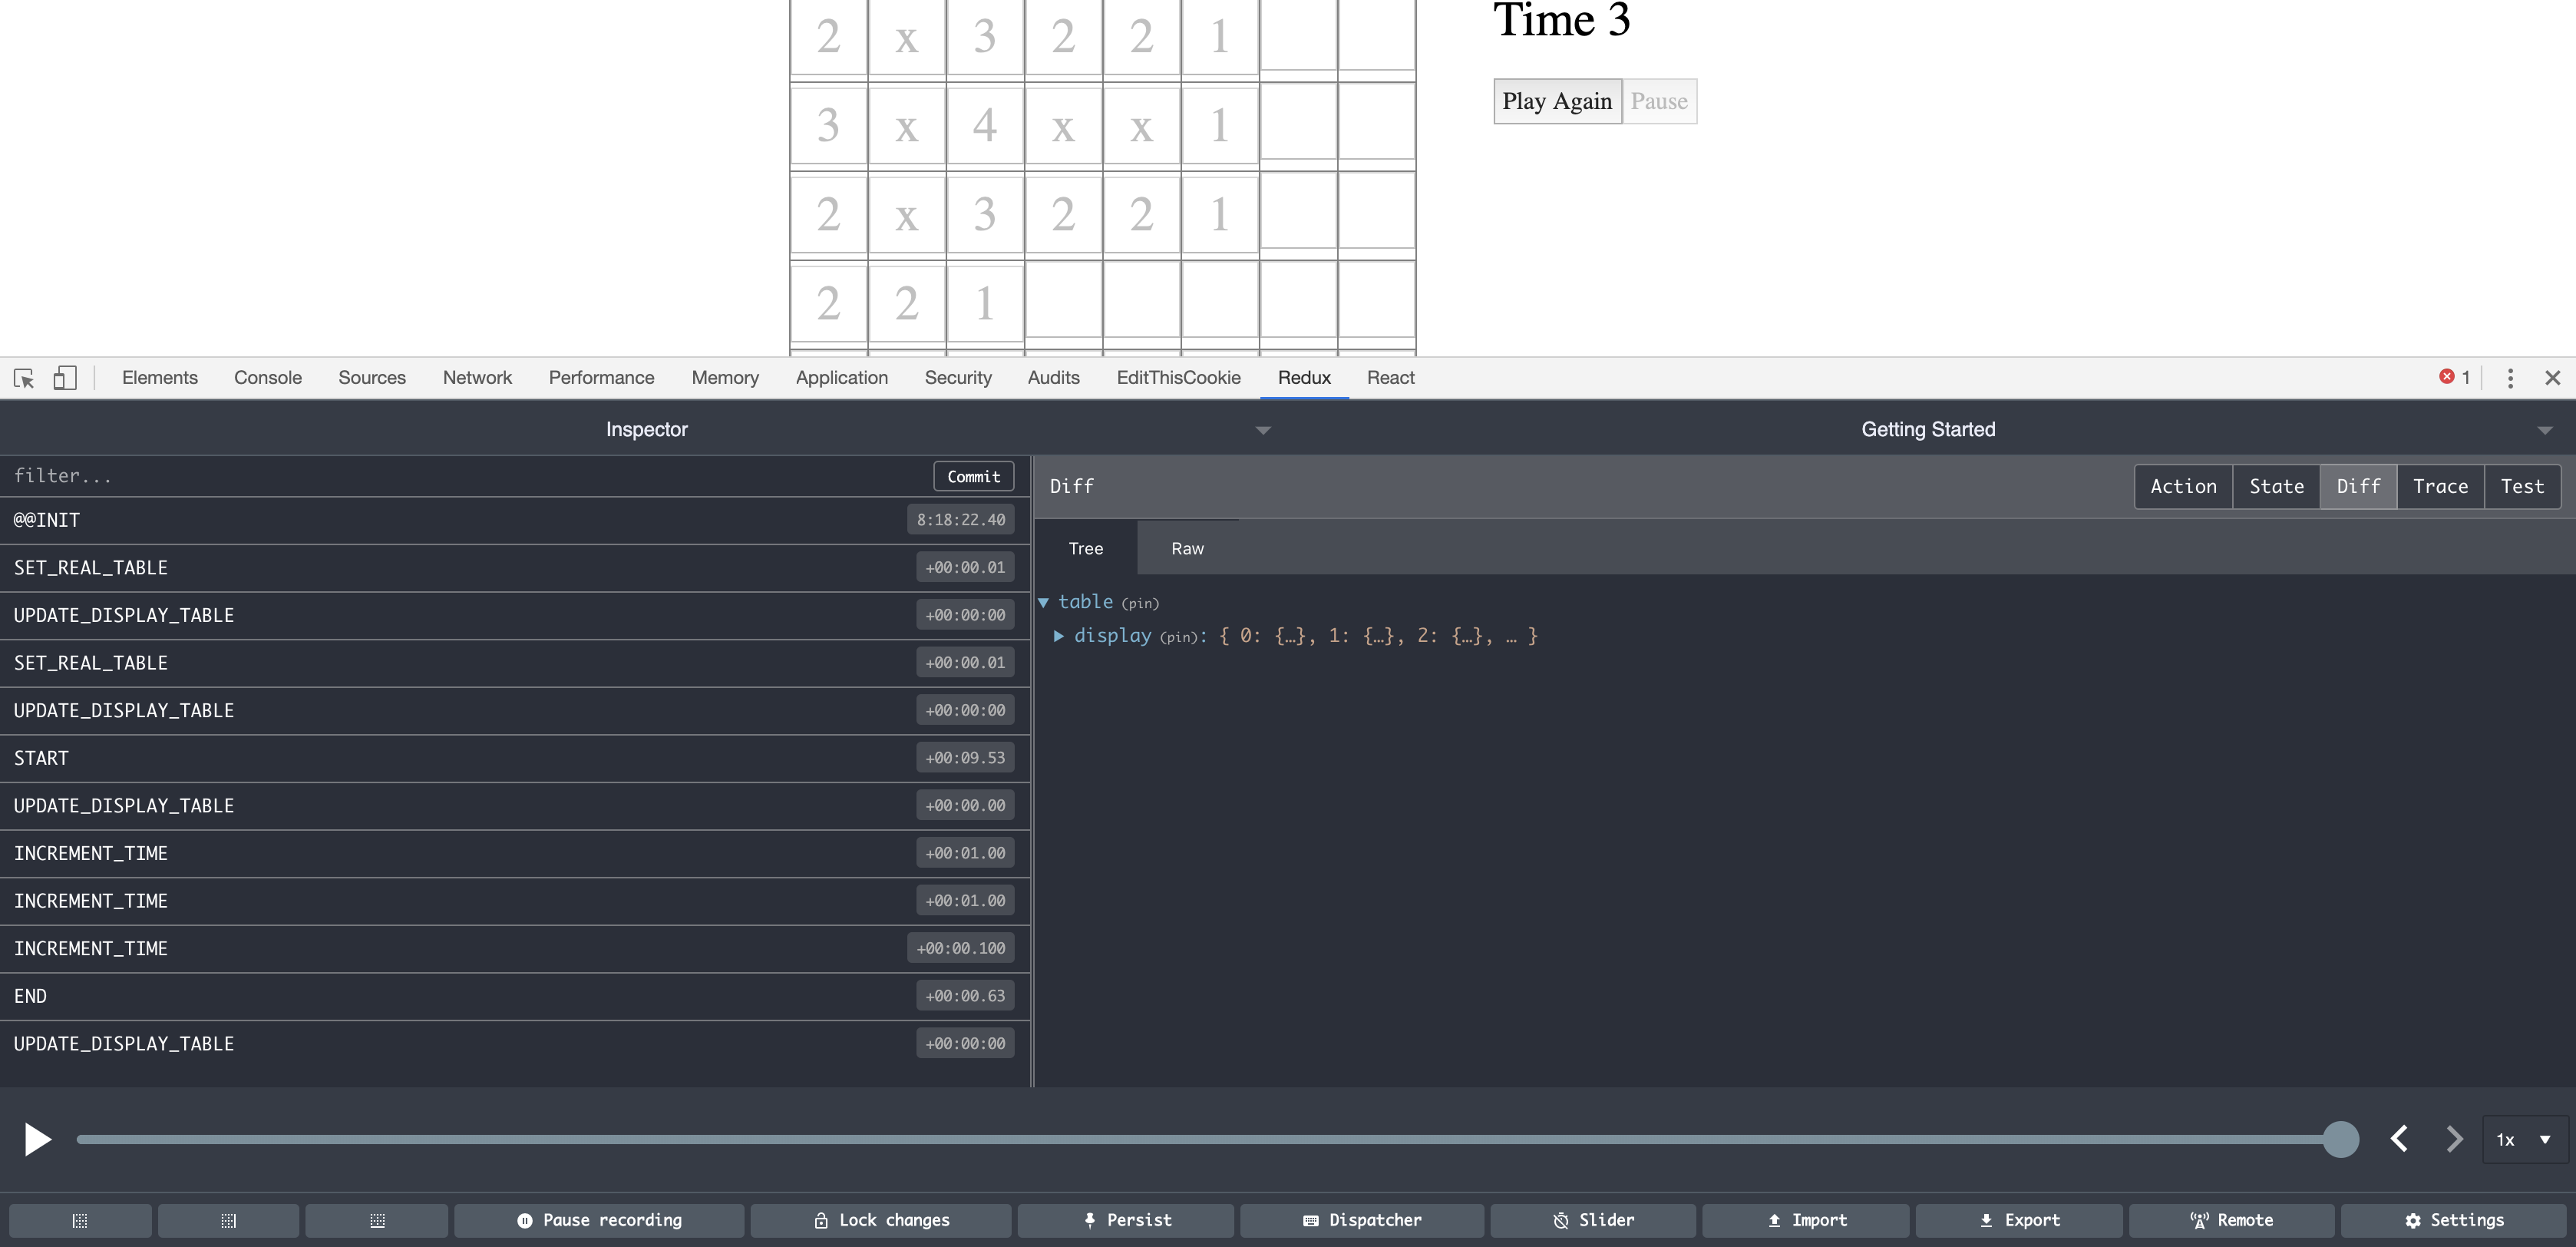 2 x 3 2 2 1
Time 3
3 x 4 x x 1
Play Again Pause
2 x 3 2 2 1
2 2 1
Elements Console Sources Network Performance Memory Application Security Audits EditThisCookie Redux React 1
Inspector Getting Started
filter... Commit
Diff Action State Diff Trace Test
@@INIT 8:18:22.40
Tree Raw
SET_REAL_TABLE +00:00.01
table (pin)
UPDATE_DISPLAY_TABLE +00:00:00
display (pin): { 0: {…}, 1: {…}, 2: {…}, … }
SET_REAL_TABLE +00:00.01
UPDATE_DISPLAY_TABLE +00:00:00
START +00:09.53
UPDATE_DISPLAY_TABLE +00:00.00
INCREMENT_TIME +00:01.00
INCREMENT_TIME +00:01.00
INCREMENT_TIME +00:00.100
END +00:00.63
UPDATE_DISPLAY_TABLE +00:00:00
1x
Pause recording Lock changes Persist Dispatcher Slider Import Export Remote Settings